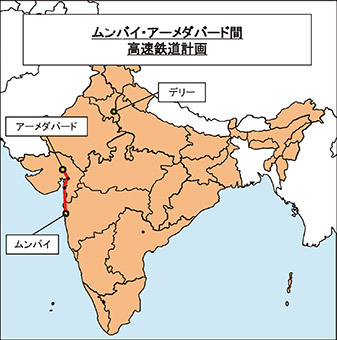 ムンバイ・アーメダバード間
高速鉄道計画
デリー
アーメダバード
ムンバイ